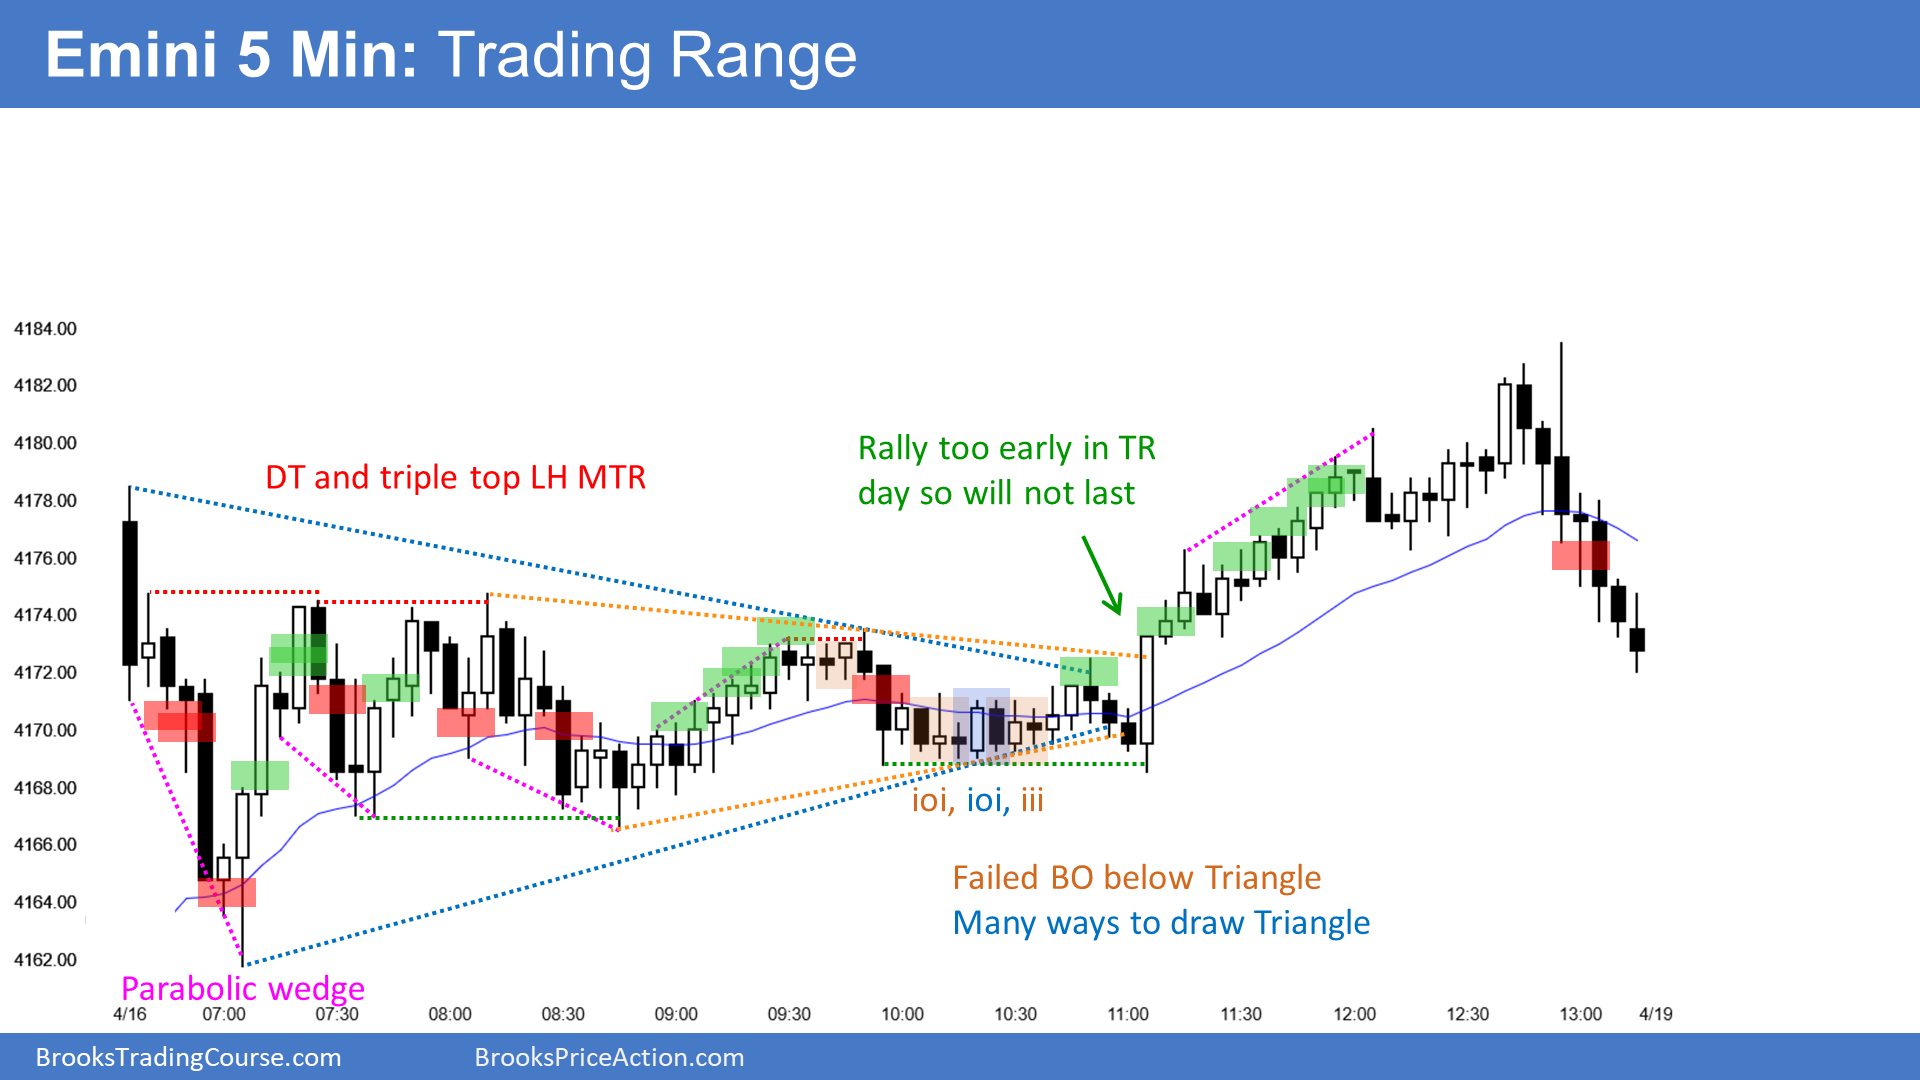 Emini 5 Min: Trading Range
4184.00
4182.00
4180.00
4178.00
4176.00
4174.00
4172.00
4170.00
4168.00
4166.00
4164.00
4162.00
DT and triple top LH MTR
Rally too early in TR
day so will not last
ioi, ioi, iii
Failed BO below Triangle
Many ways to draw Triangle
Parabolic wedge
4/16 07:00 07:30 08:00 08:30 09:00 09:30 10:00 10:30 11:00 11:30 12:00 12:30 13:00 4/19
BrooksTradingCourse.com BrooksPriceAction.com